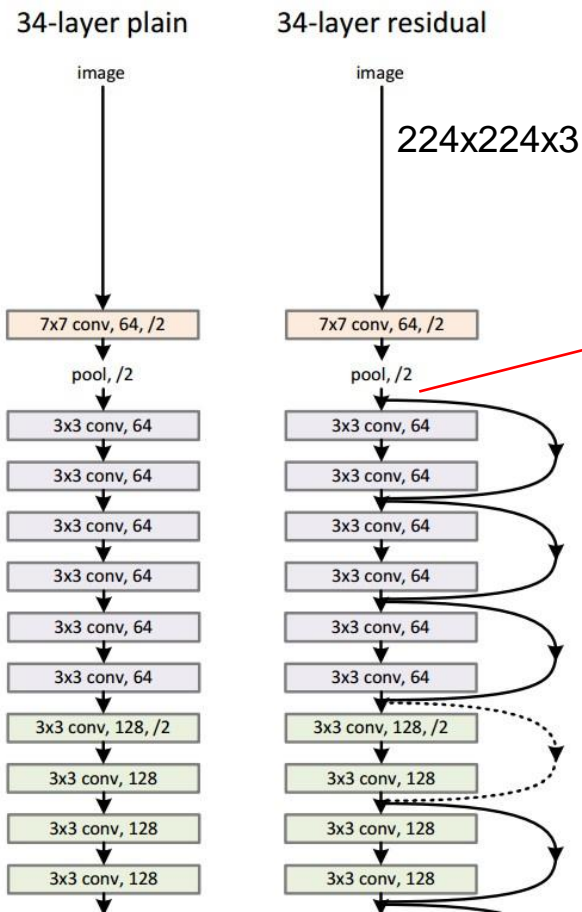 34-layer plain
image
7x7 conv, 64, /2
pool, /2
3x3 conv, 64
3x3 conv, 64
3x3 conv, 64
3x3 conv, 64
3x3 conv, 64
3x3 conv, 64
3x3 conv, 128, /2
3x3 conv, 128
3x3 conv, 128
3x3 conv, 128
34-layer residual
image
224x224x3
7x7 conv, 64, /2
pool, /2
3x3 conv, 64
3x3 conv, 64
3x3 conv, 64
3x3 conv, 64
3x3 conv, 64
3x3 conv, 64
3x3 conv, 128, /2
3x3 conv, 128
3x3 conv, 128
3x3 conv, 128